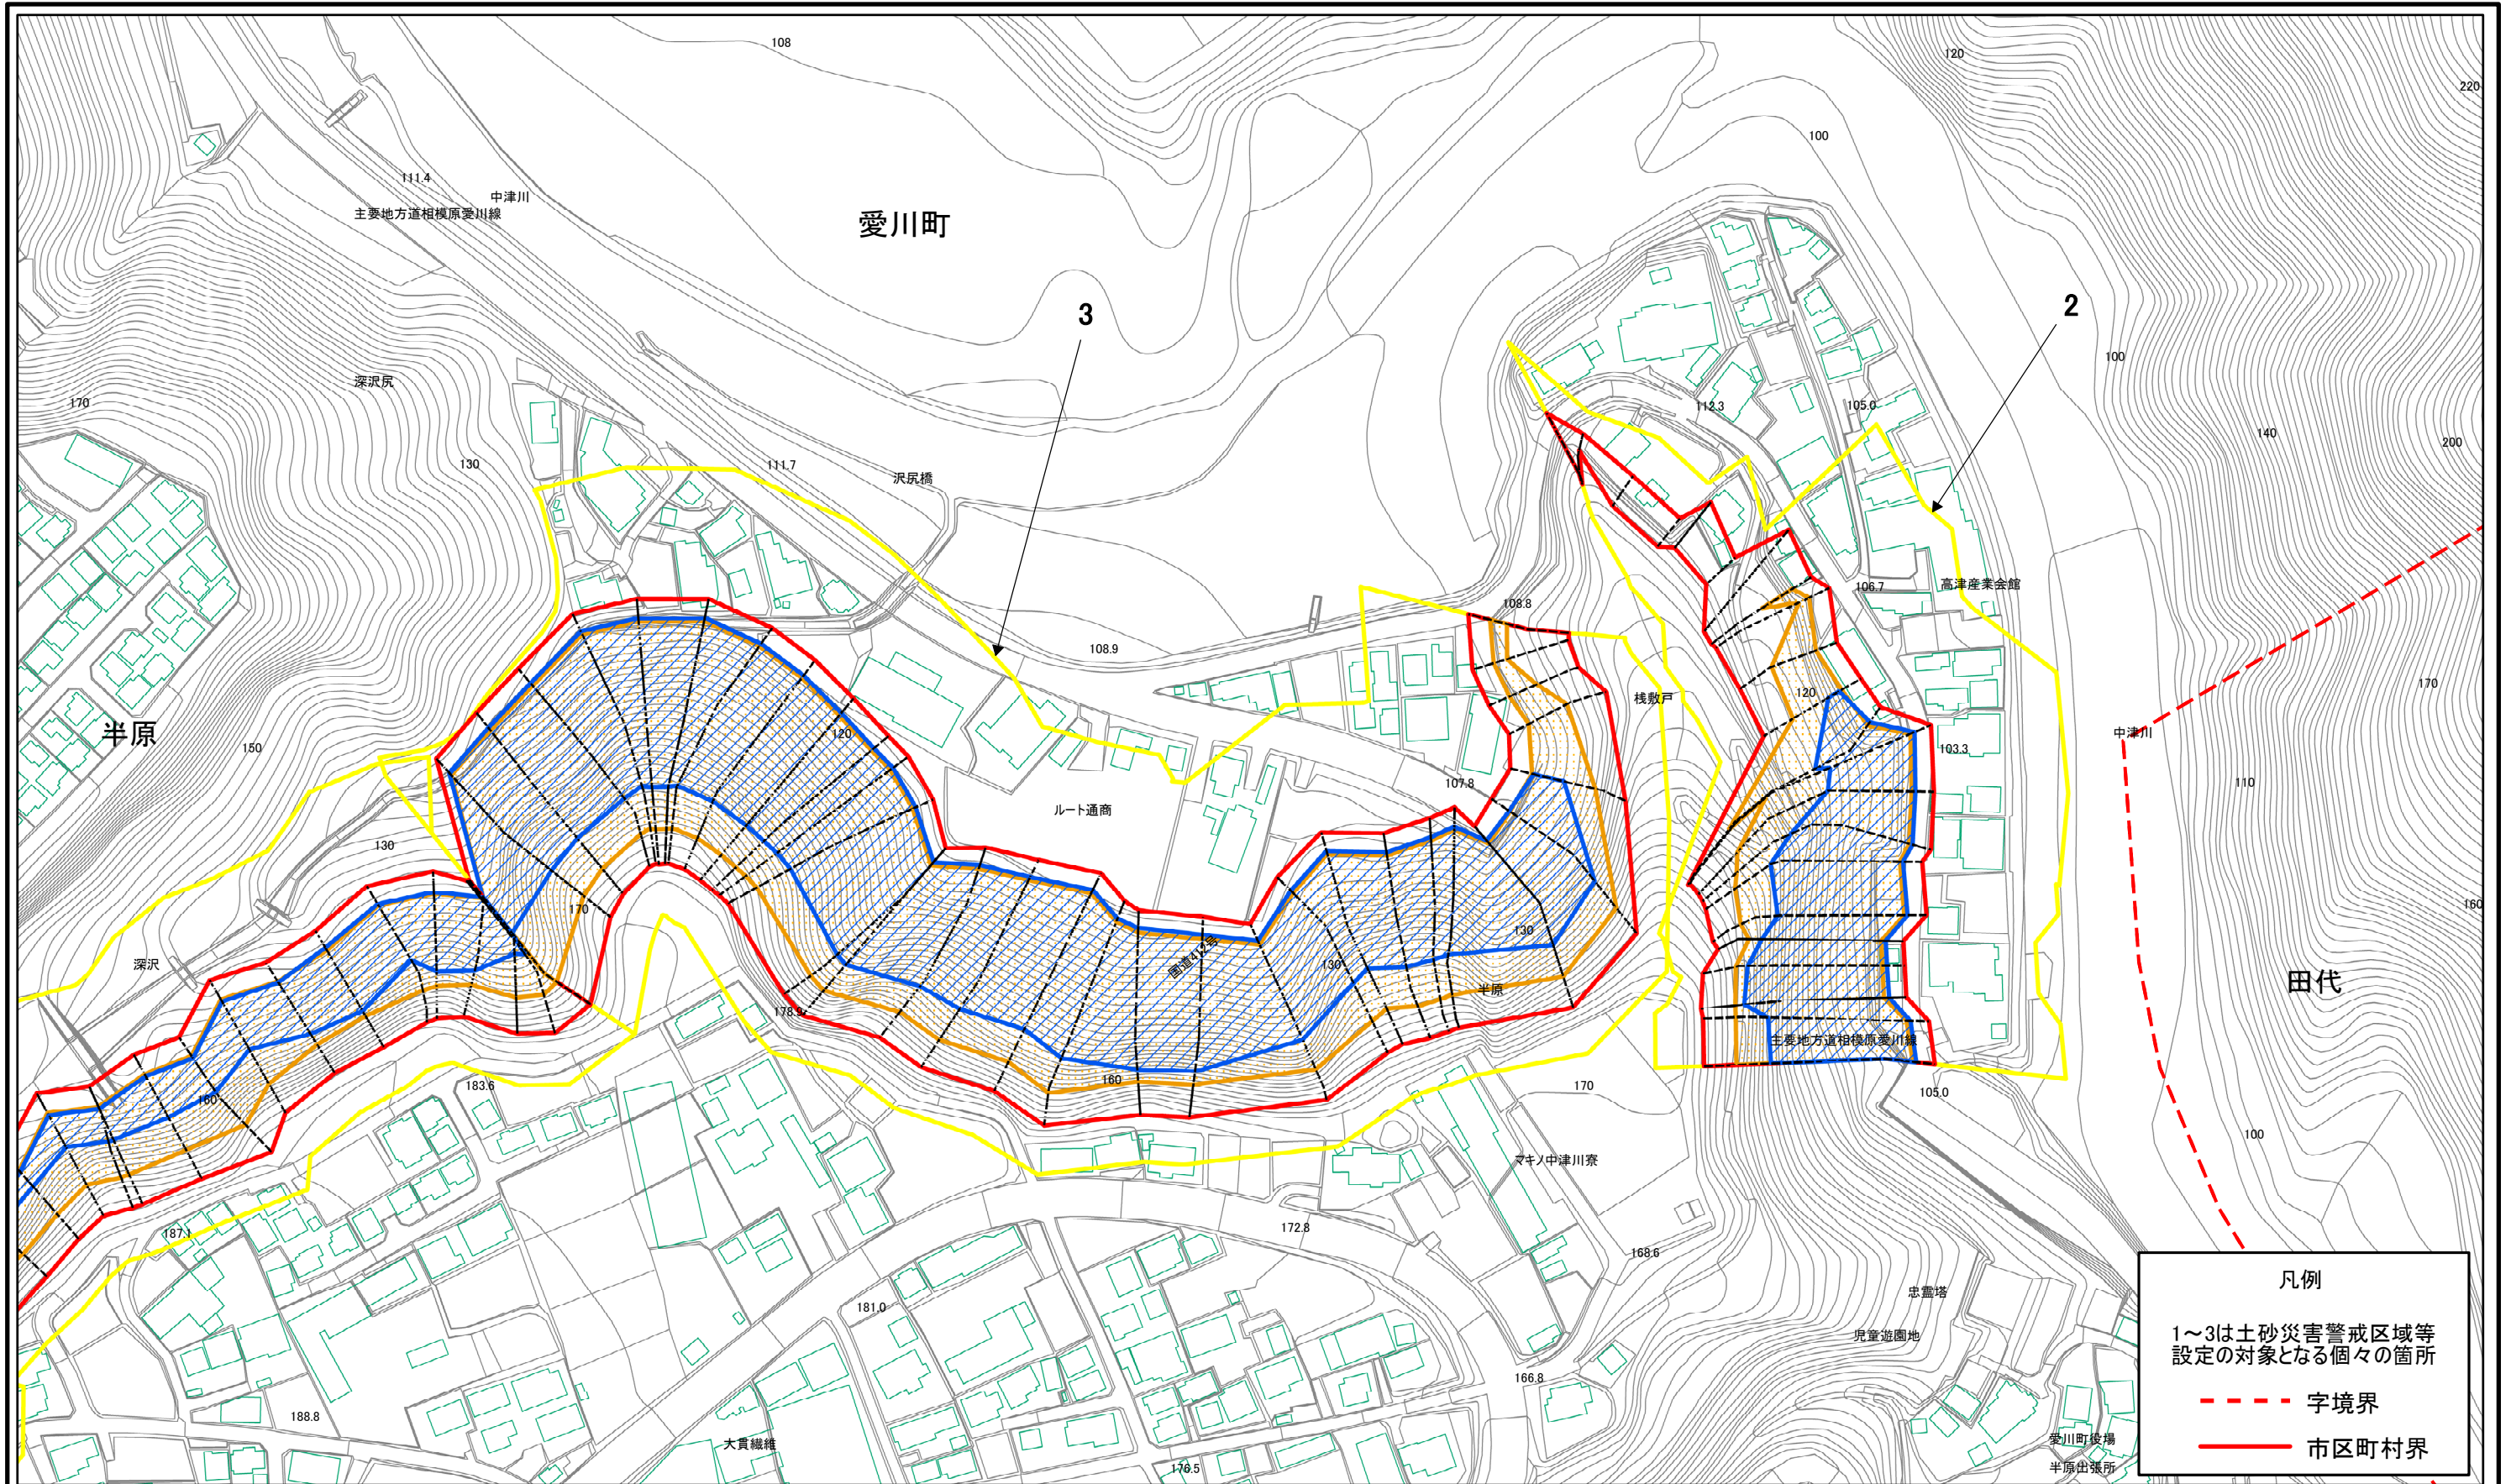 108
120
220
100
111.4
中津川
主要地方道相模原愛川線
愛川町
3
2
100
深沢尻
170
112.3
105.0
140
200
130
111.7
沢尻橋
高津産業会館
106.7
108.8
108.9
桟敷戸
120
170
半原
150
120
中津川
103.3
107.8
110
ルート通商
130
170
160
130
深沢
130
国道412号
半原
田代
178.9
主要地方道相模原愛川線
160
183.6
170
105.0
160
100
マキノ中津川寮
187.1
172.8
168.6
凡例
忠霊塔
181.0
児童遊園地
1~3は土砂災害警戒区域等
設定の対象となる個々の箇所
166.8
字境界
188.8
大貫繊維
愛川町役場
半原出張所
市区町村界
176.5